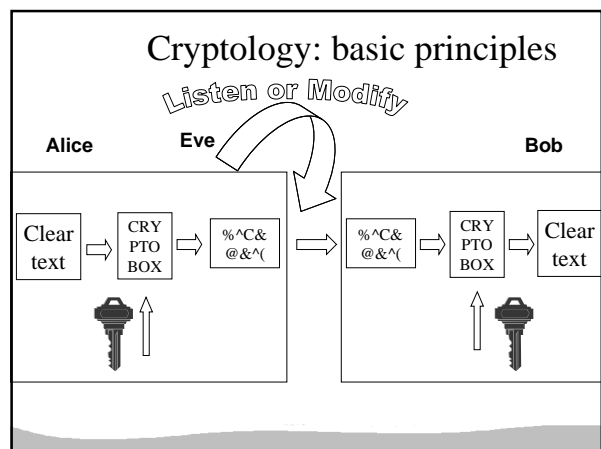 Cryptology: basic principles
Listen or Modify
Alice
Eve
Bob
Clear
text
CRY
PTO
BOX
%^C&
@&^(
%^C&
@&^(
CRY
PTO
BOX
Clear
text